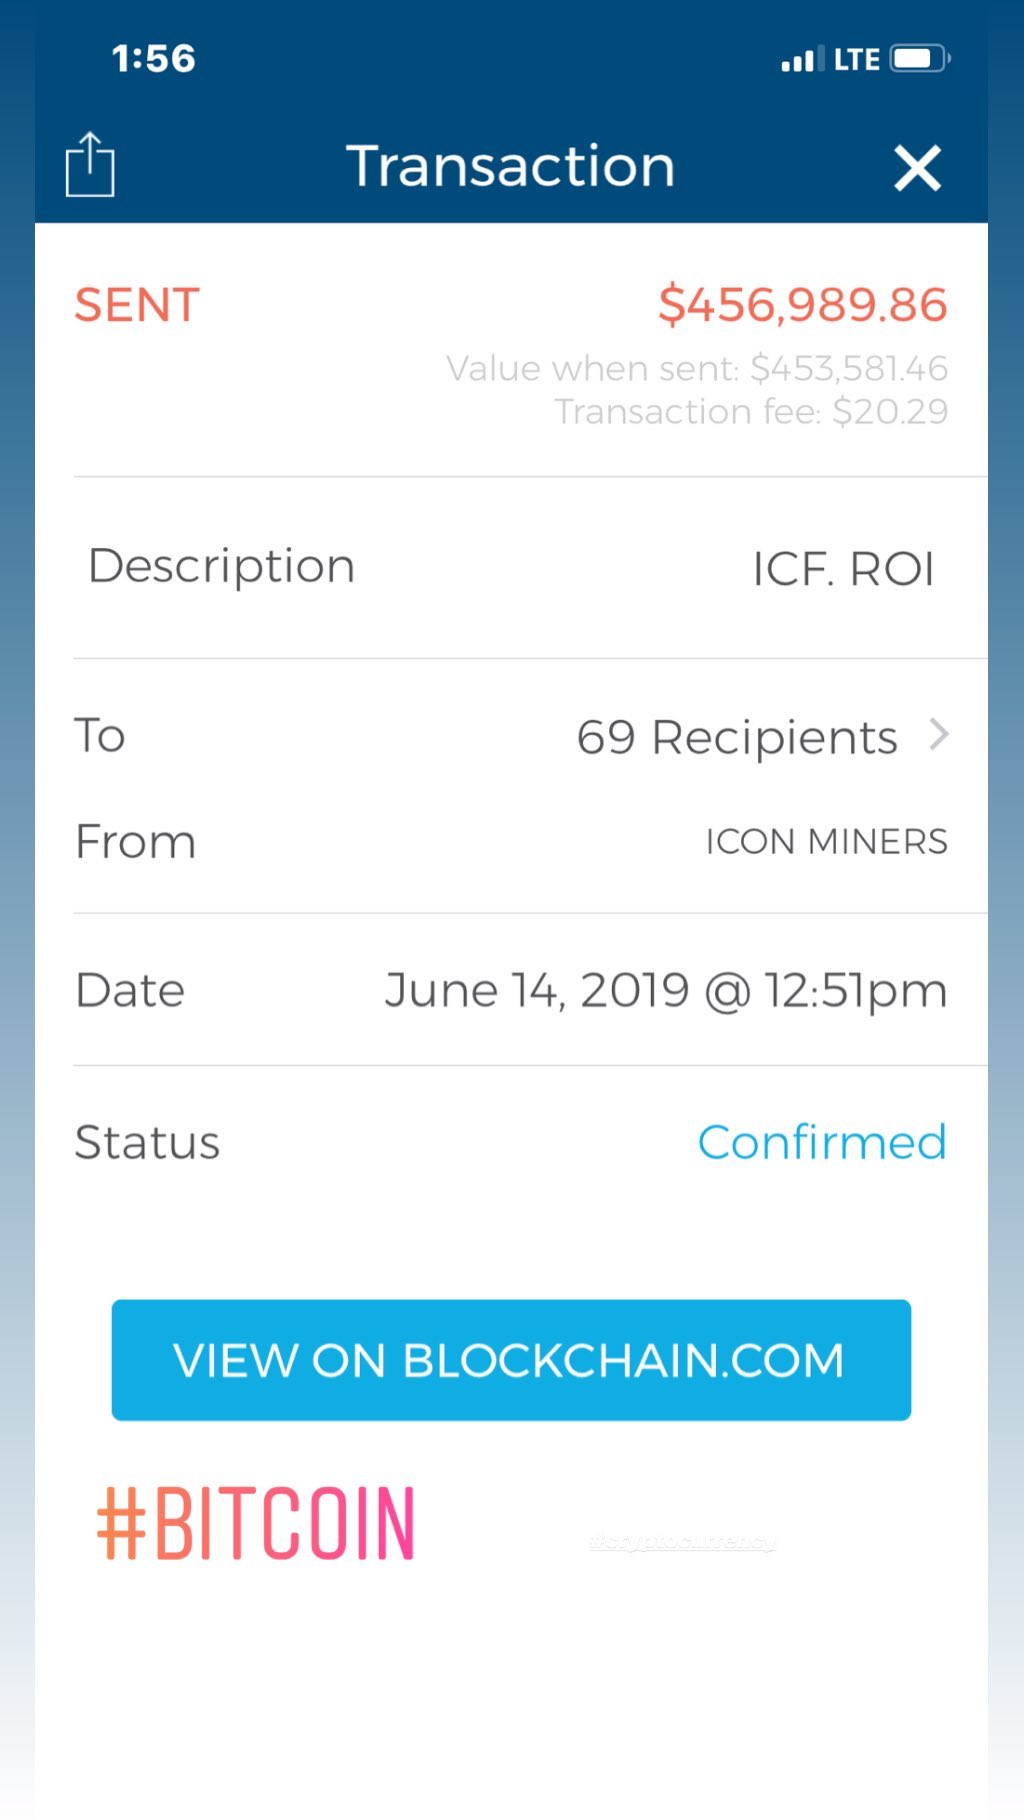 1:56 LTE
Transaction
SENT $456,989.86
Value when sent: $453,581.46
Transaction fee: $20.29
Description ICF. ROI
To 69 Recipients
From ICON MINERS
Date June 14, 2019 @ 12:51pm
Status Confirmed
VIEW ON BLOCKCHAIN.COM
#BITCOIN #cryptocurrency